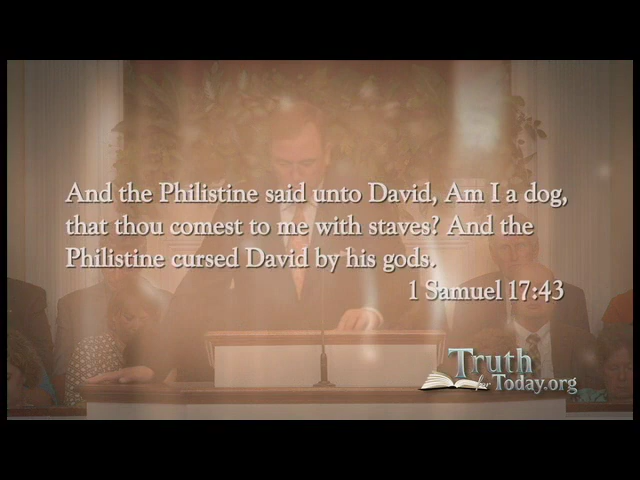 And the Philistine said unto David, Am I a dog,
that thou comest to me with staves? And the
Philistine cursed David by his gods.
1 Samuel 17:43
Truth
for Today.org